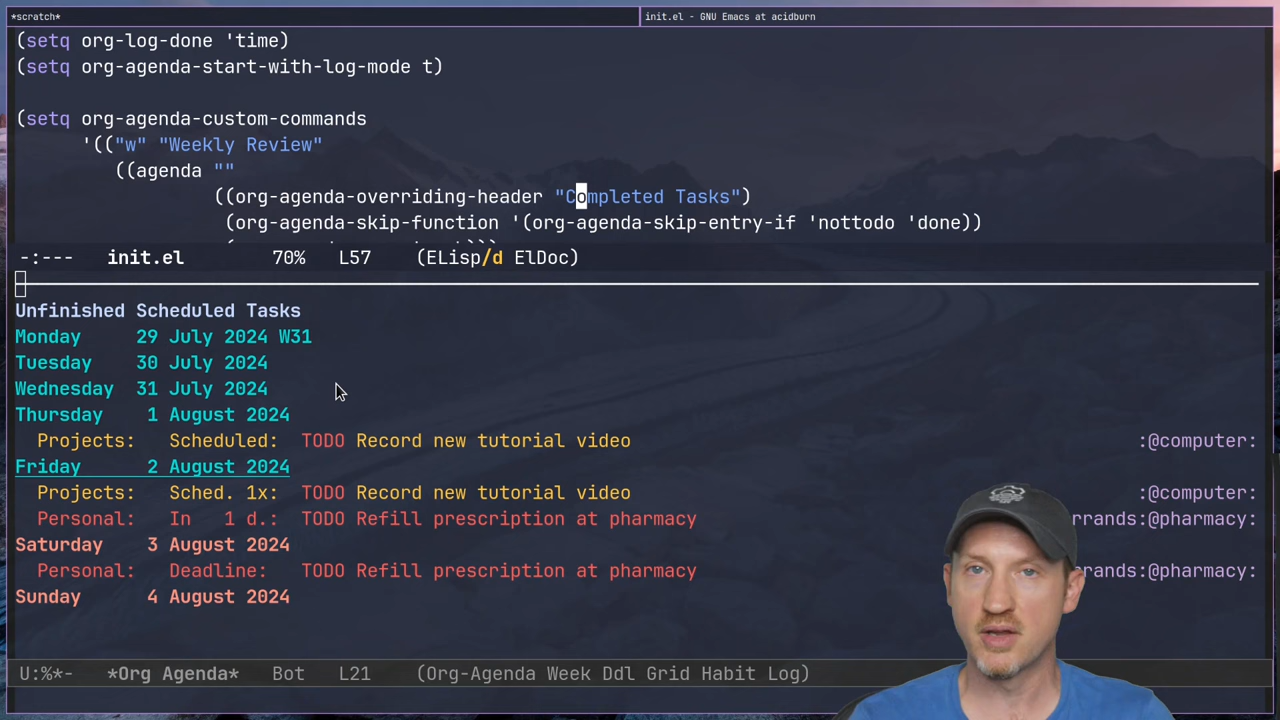 *scratch*
init.el - GNU Emacs at acidburn
(setq org-log-done 'time)
(setq org-agenda-start-with-log-mode t)
(setq org-agenda-custom-commands
'(("w" "Weekly Review"
((agenda ""
((org-agenda-overriding-header "Completed Tasks")
(org-agenda-skip-function '(org-agenda-skip-entry-if 'nottodo 'done))
-:--- init.el 70% L57 (ELisp/d ElDoc)
Unfinished Scheduled Tasks
Monday 29 July 2024 W31
Tuesday 30 July 2024
Wednesday 31 July 2024
Thursday 1 August 2024
Projects: Scheduled: TODO Record new tutorial video :@computer:
Friday 2 August 2024
Projects: Sched. 1x: TODO Record new tutorial video :@computer:
Personal: In 1 d.: TODO Refill prescription at pharmacy rrands:@pharmacy:
Saturday 3 August 2024
Personal: Deadline: TODO Refill prescription at pharmacy rrands:@pharmacy:
Sunday 4 August 2024
U:%*- *Org Agenda* Bot L21 (Org-Agenda Week Ddl Grid Habit Log)